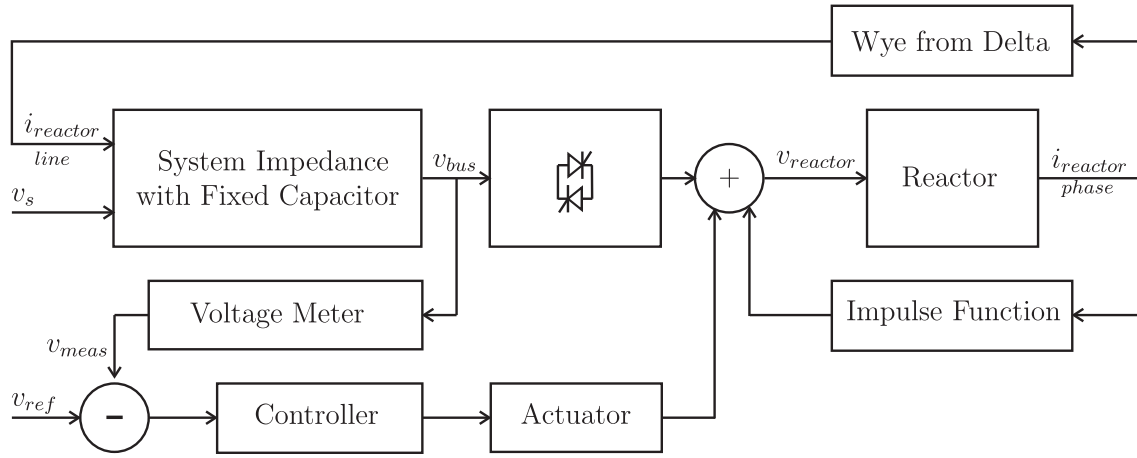 Wye from Delta
i_reactor
line
v_s
System Impedance
with Fixed Capacitor
v_bus
+
v_reactor
Reactor
i_reactor
phase
Voltage Meter
Impulse Function
v_meas
v_ref
-
Controller
Actuator